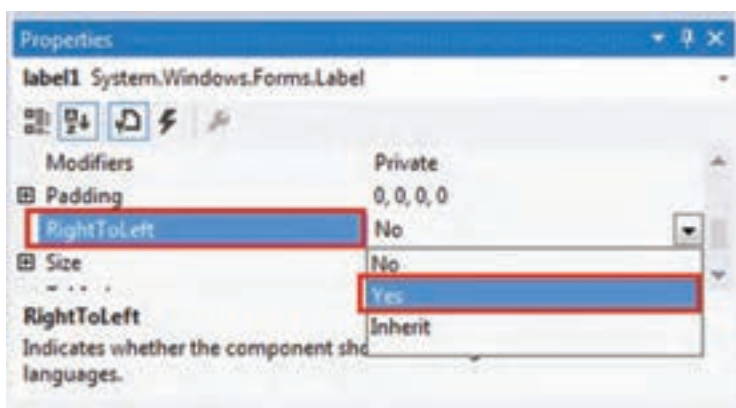 Properties
label1 System.Windows.Forms.Label
Modifiers Private
Padding 0, 0, 0, 0
RightToLeft No
Size No
Yes
Inherit
RightToLeft
Indicates whether the component
languages.